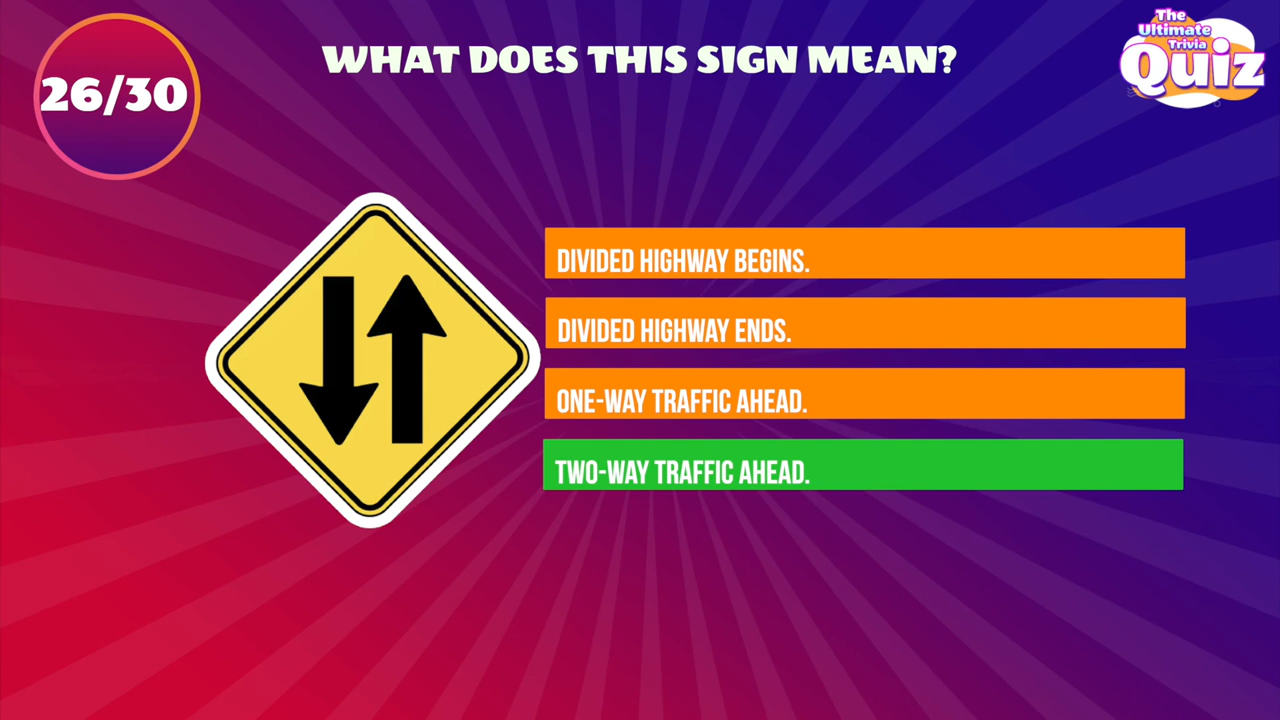 26/30
WHAT DOES THIS SIGN MEAN?
The
Ultimate
Trivia
Quiz
DIVIDED HIGHWAY BEGINS.
DIVIDED HIGHWAY ENDS.
ONE-WAY TRAFFIC AHEAD.
TWO-WAY TRAFFIC AHEAD.